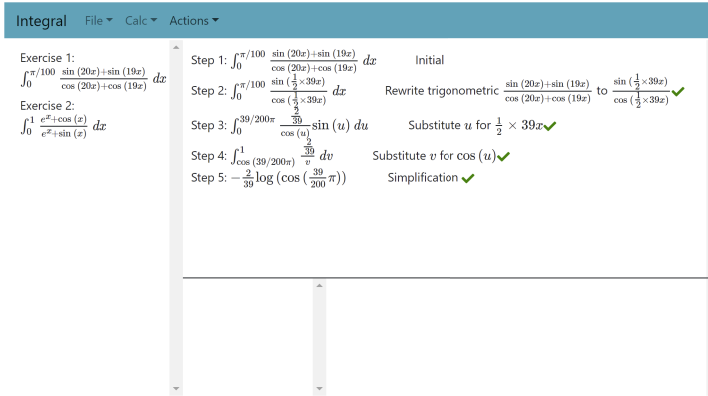 Integral File Calc Actions
Exercise 1:
∫₀^{π/100} (sin (20x)+sin (19x))/(cos (20x)+cos (19x)) dx
Exercise 2:
∫₀^1 (e^x+cos (x))/(e^x+sin (x)) dx
Step 1: ∫₀^{π/100} (sin (20x)+sin (19x))/(cos (20x)+cos (19x)) dx Initial
Step 2: ∫₀^{π/100} (sin (1/2×39x))/(cos (1/2×39x)) dx Rewrite trigonometric (sin (20x)+sin (19x))/(cos (20x)+cos (19x)) to (sin (1/2×39x))/(cos (1/2×39x))
Step 3: ∫₀^{39/200π} (2/39)/(cos (u)) sin (u) du Substitute u for 1/2 × 39x
Step 4: ∫_{cos (39/200π)}^1 (2/39)/v dv Substitute v for cos (u)
Step 5: −2/39 log (cos (39/200 π)) Simplification